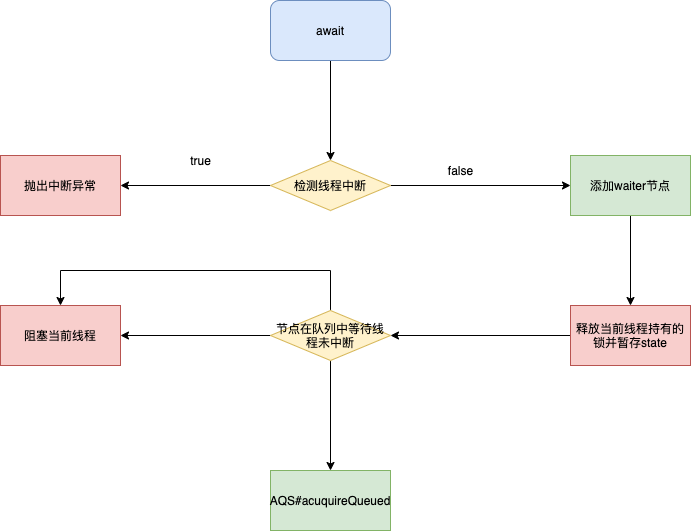 await
true
false
抛出中断异常
检测线程中断
添加waiter节点
阻塞当前线程
节点在队列中等待线
程未中断
释放当前线程持有的
锁并暂存state
AQS#acuquireQueued